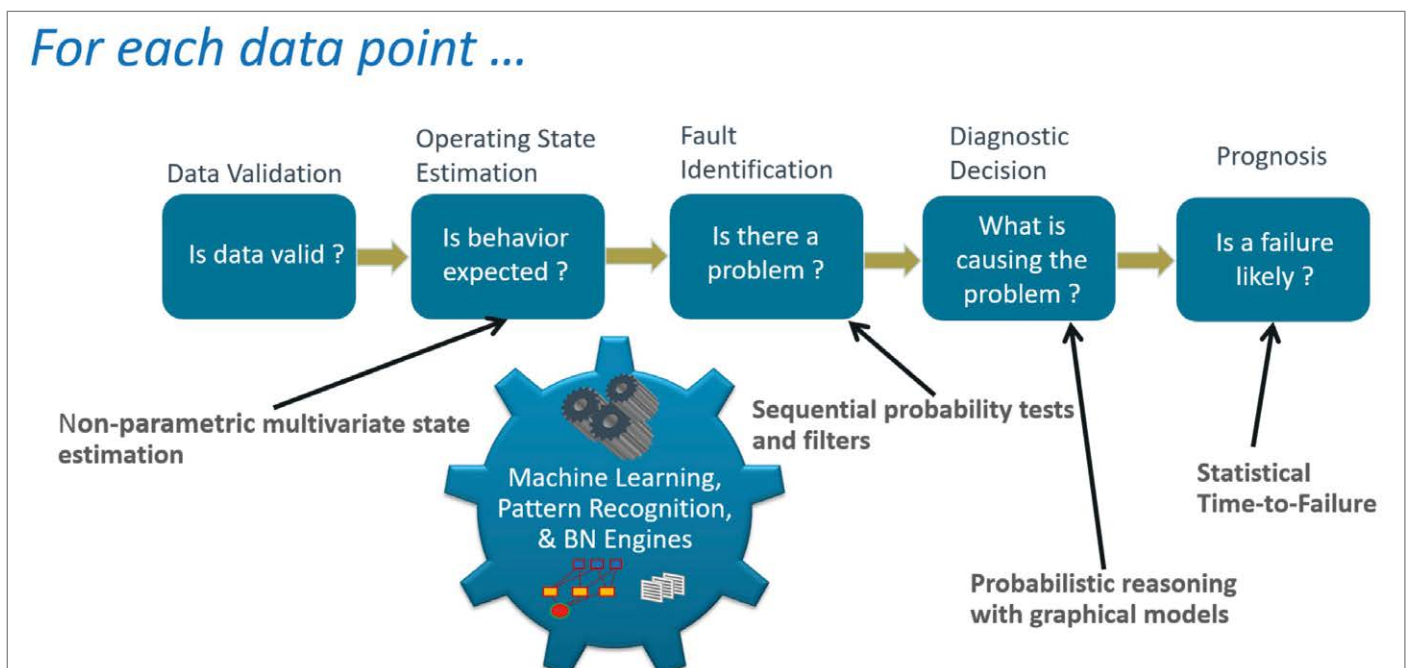 For each data point ...
Data Validation
Operating State
Estimation
Fault
Identification
Diagnostic
Decision
Prognosis
Is data valid ?
Is behavior
expected ?
Is there a
problem ?
What is
causing the
problem ?
Is a failure
likely ?
Non-parametric multivariate state
estimation
Machine Learning,
Pattern Recognition,
& BN Engines
Sequential probability tests
and filters
Probabilistic reasoning
with graphical models
Statistical
Time-to-Failure